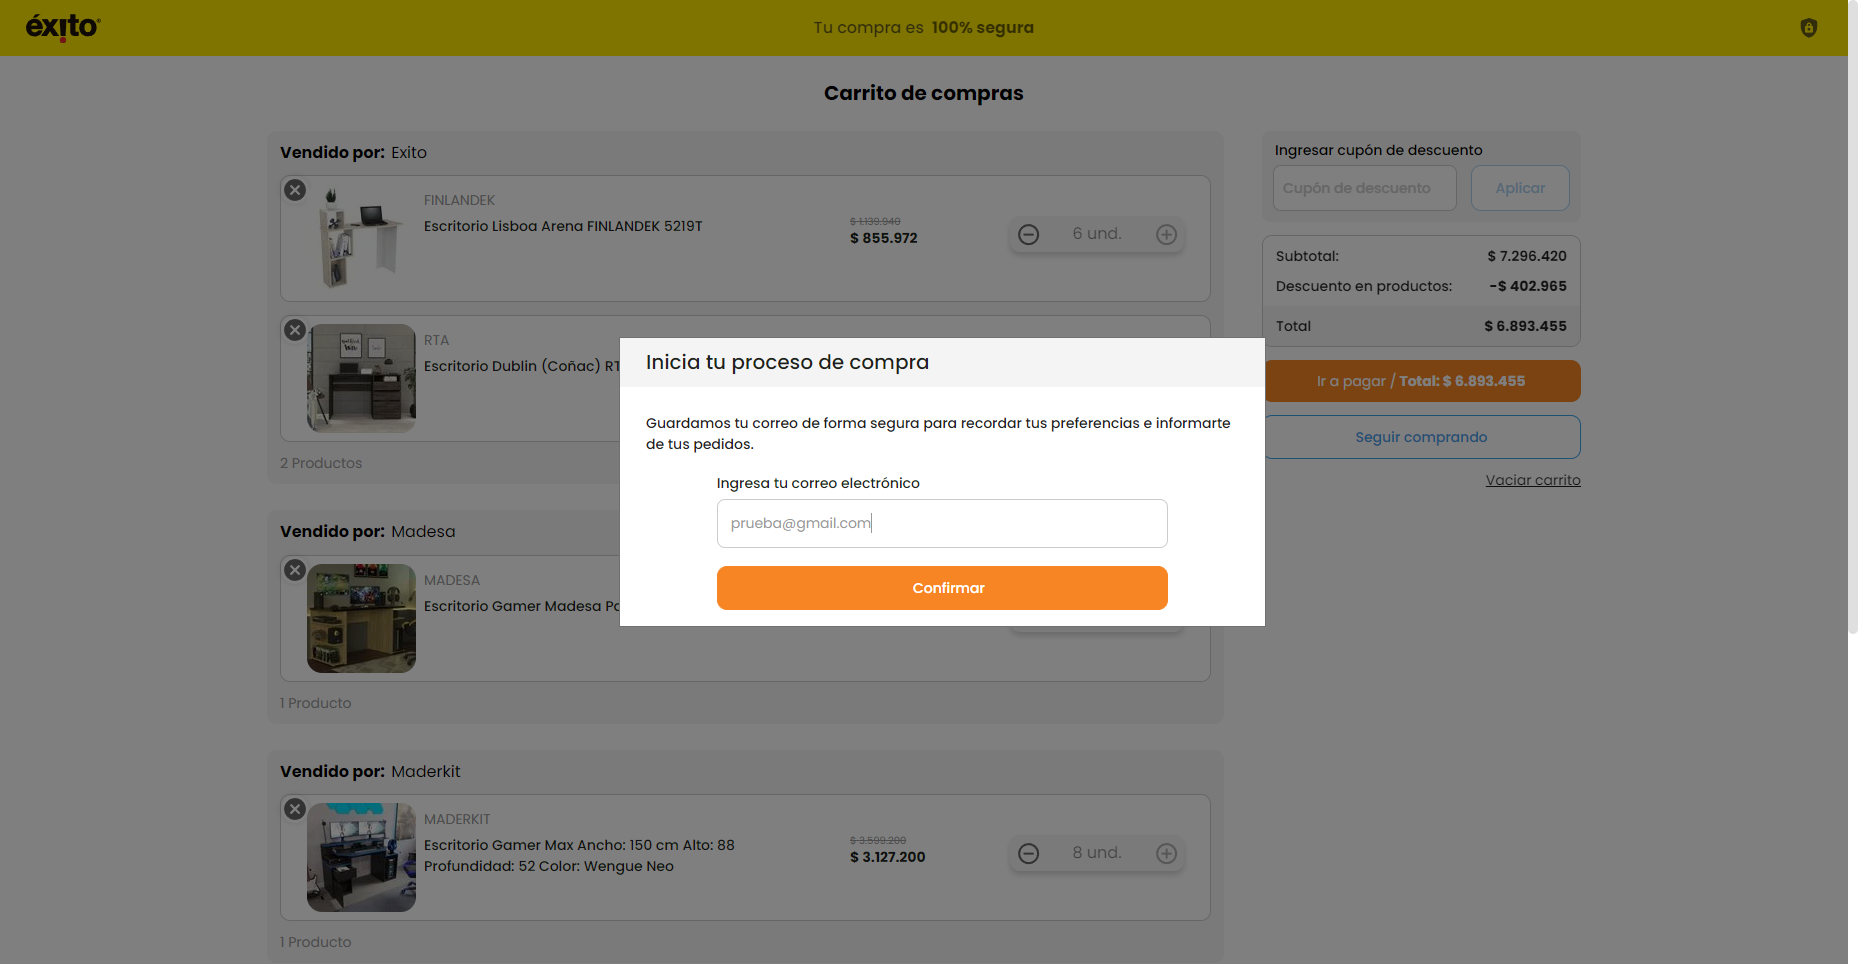 éxito
Tu compra es 100% segura
Carrito de compras
Vendido por: Exito
FINLANDEK
Escritorio Lisboa Arena FINLANDEK 5219T
$ 1.139.940
$ 855.972
6 und.
RTA
Escritorio Dublin (Coñac) RT
2 Productos
Vendido por: Madesa
MADESA
Escritorio Gamer Madesa Pa
1 Producto
Vendido por: Maderkit
MADERKIT
Escritorio Gamer Max Ancho: 150 cm Alto: 88
Profundidad: 52 Color: Wengue Neo
$ 3.599.200
$ 3.127.200
8 und.
1 Producto
Ingresar cupón de descuento
Cupón de descuento
Aplicar
Subtotal: $ 7.296.420
Descuento en productos: -$ 402.965
Total $ 6.893.455
Ir a pagar / Total: $ 6.893.455
Seguir comprando
Vaciar carrito
Inicia tu proceso de compra
Guardamos tu correo de forma segura para recordar tus preferencias e informarte
de tus pedidos.
Ingresa tu correo electrónico
prueba@gmail.com
Confirmar